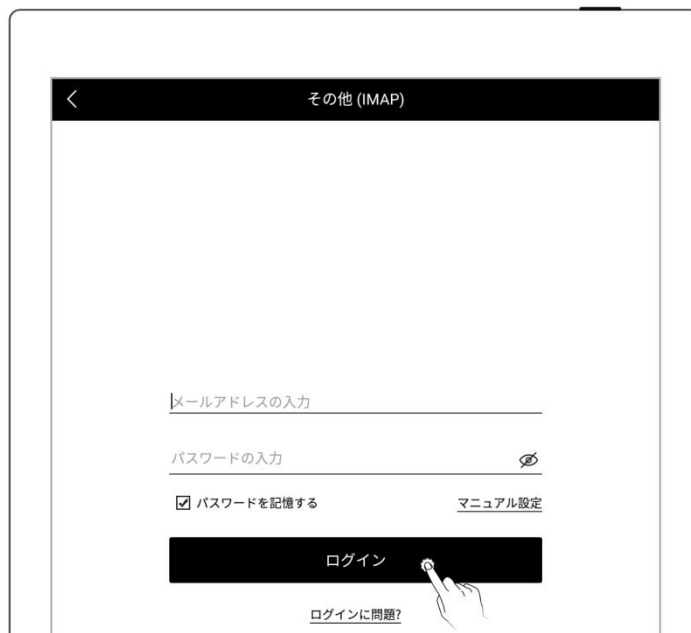 その他 (IMAP)
メールアドレスの入力
パスワードの入力
パスワードを記憶する
マニュアル設定
ログイン
ログインに問題?